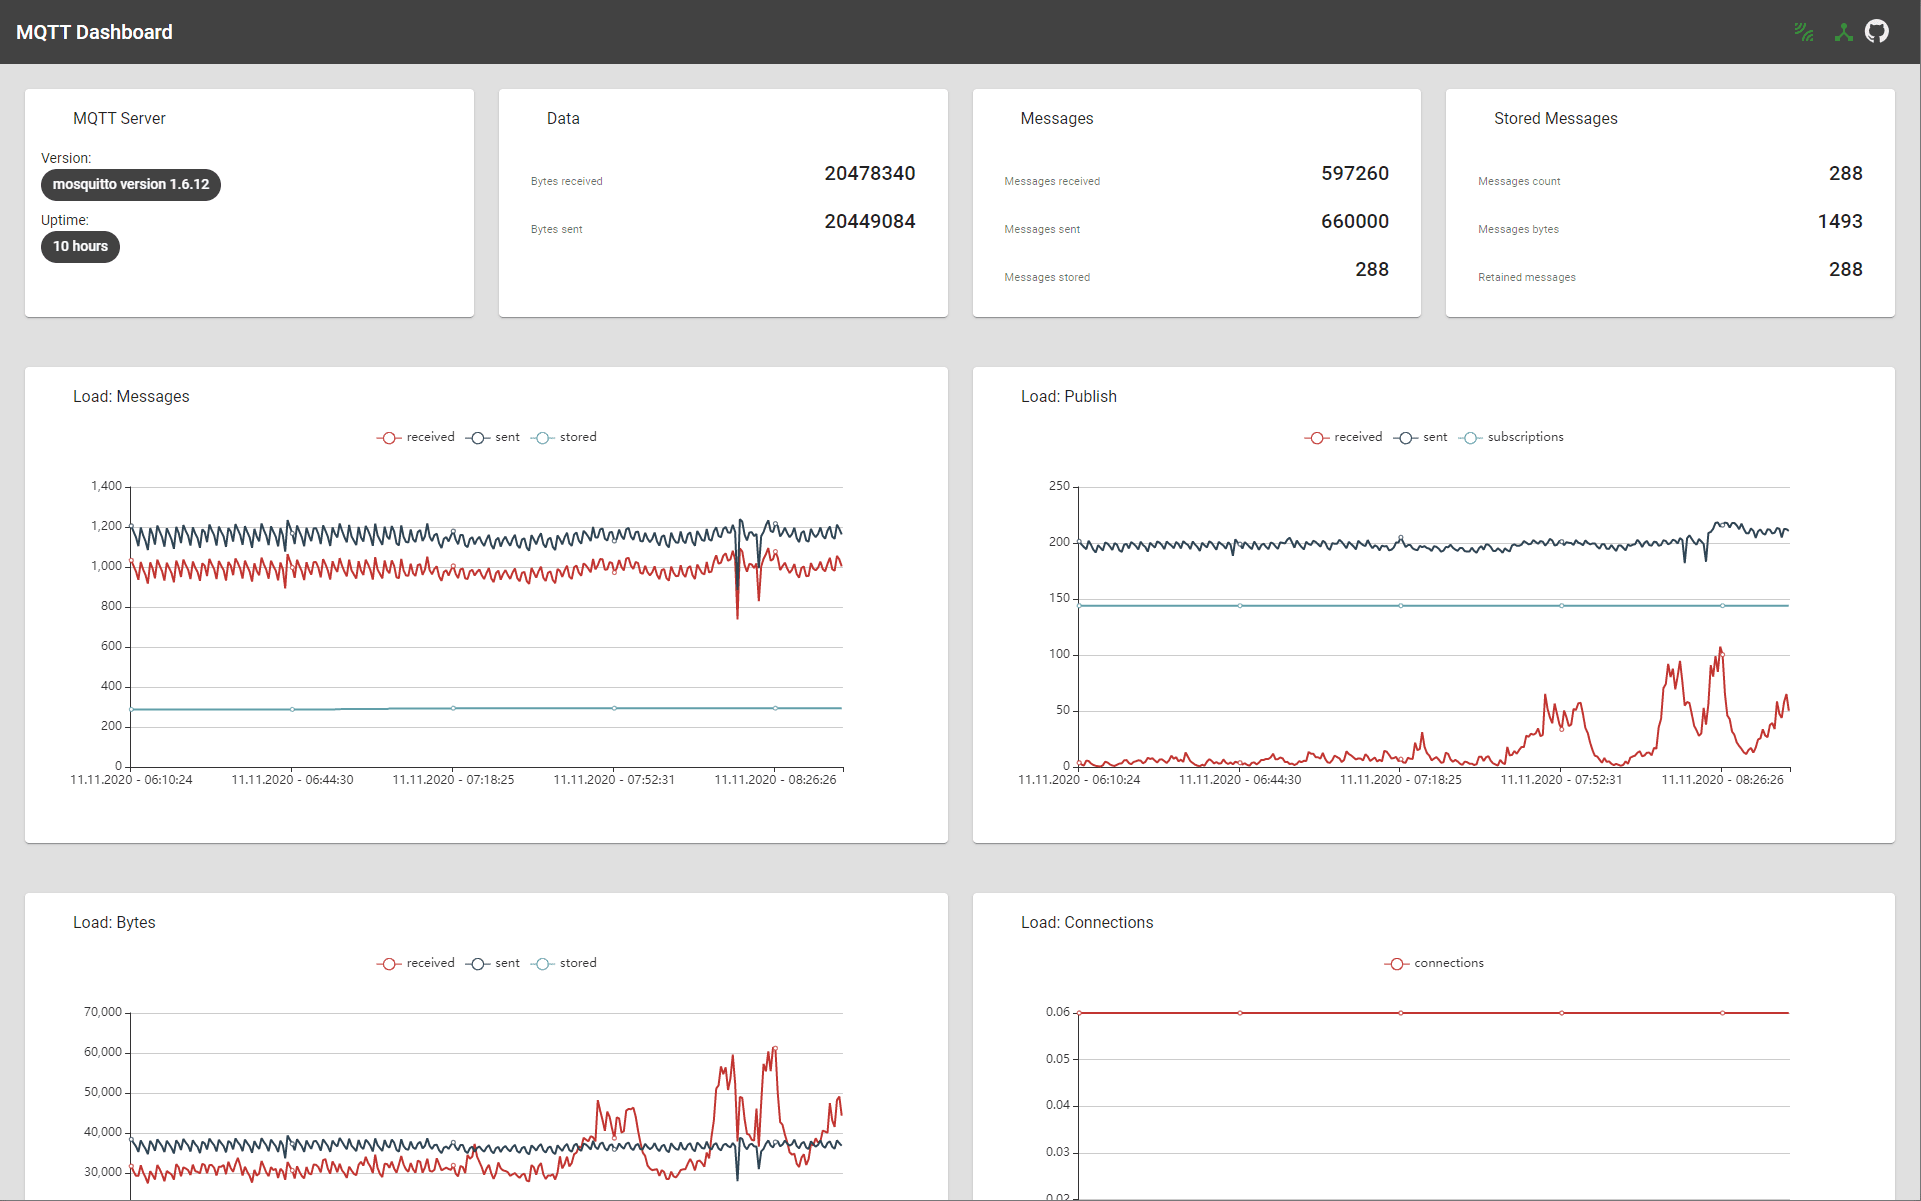 MQTT Dashboard
MQTT Server
Version:
mosquitto version 1.6.12
Uptime:
10 hours
Data
Bytes received 20478340
Bytes sent 20449084
Messages
Messages received 597260
Messages sent 660000
Messages stored 288
Stored Messages
Messages count 288
Messages bytes 1493
Retained messages 288
Load: Messages
received sent stored
1,400
1,200
1,000
800
600
400
200
0
11.11.2020 - 06:10:24 11.11.2020 - 06:44:30 11.11.2020 - 07:18:25 11.11.2020 - 07:52:31 11.11.2020 - 08:26:26
Load: Publish
received sent subscriptions
250
200
150
100
50
0
11.11.2020 - 06:10:24 11.11.2020 - 06:44:30 11.11.2020 - 07:18:25 11.11.2020 - 07:52:31 11.11.2020 - 08:26:26
Load: Bytes
received sent stored
70,000
60,000
50,000
40,000
30,000
Load: Connections
connections
0.06
0.05
0.04
0.03
0.02